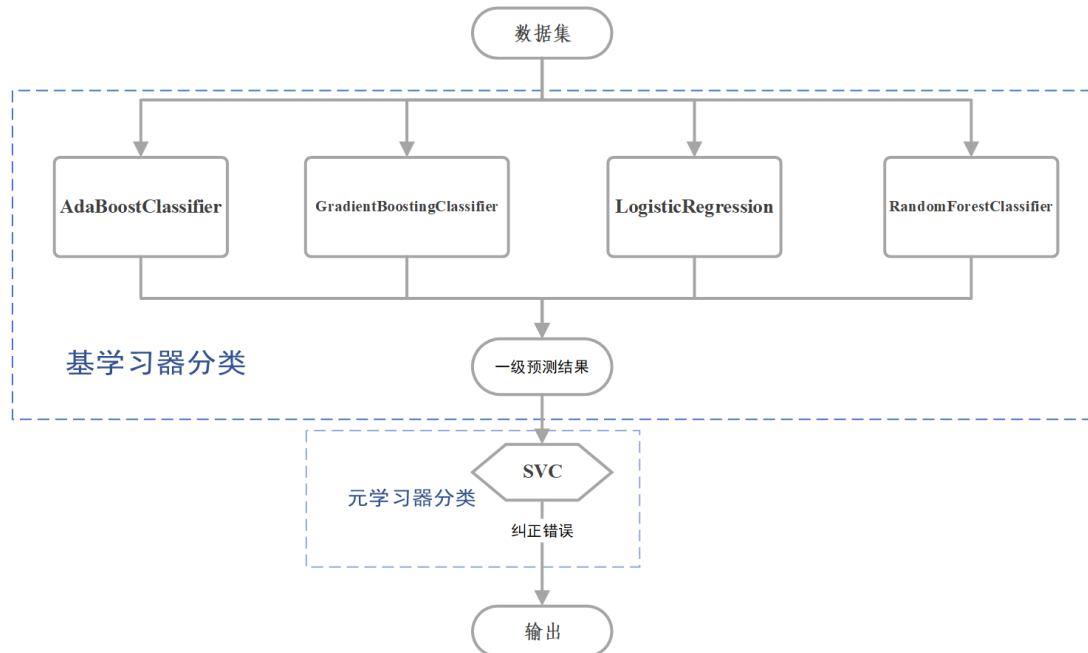 数据集
AdaBoostClassifier
GradientBoostingClassifier
LogisticRegression
RandomForestClassifier
基学习器分类
一级预测结果
SVC
元学习器分类
纠正错误
输出